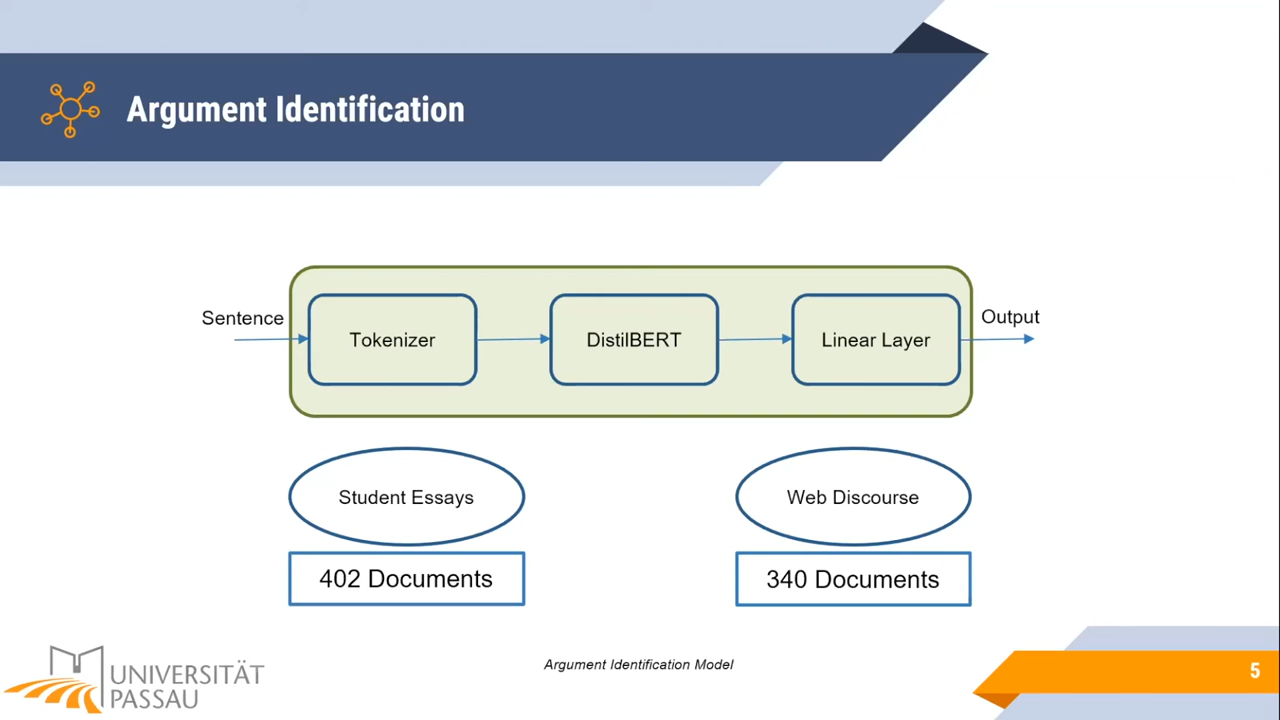 Argument Identification
Sentence
Tokenizer
DistilBERT
Linear Layer
Output
Student Essays
Web Discourse
402 Documents
340 Documents
Argument Identification Model
UNIVERSITÄT
PASSAU
5